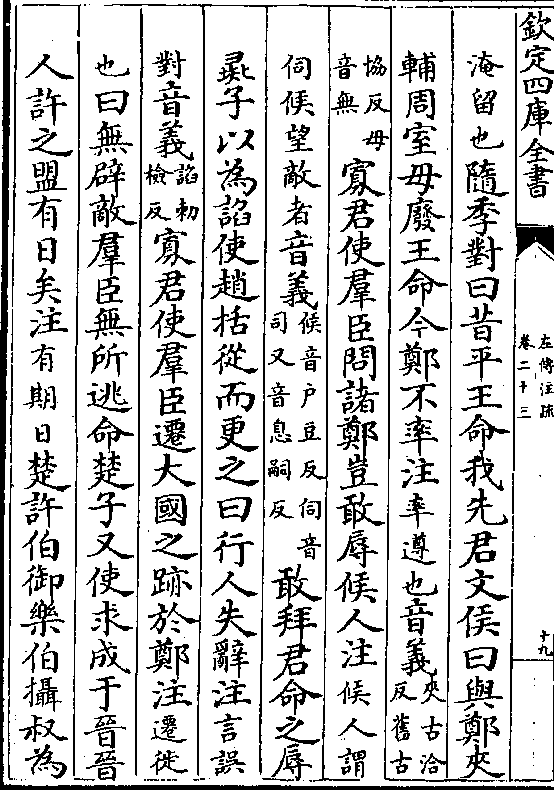 欽定四庫全書
左傳注疏
卷二十三
十九
淹留也隨季對曰昔平王命我先君文侯曰與鄭夾
輔周室毋廢王命今鄭不率注率遵也音義夾古洽
反舊古
協反毋
音無寡君使羣臣問諸鄭豈敢辱候人注候人謂
伺候望敵者音義候音戶豆反伺音
司又音息嗣反敢拜君命之辱
彘子以為諂使趙括從而更之曰行人失辭注言誤
對音義諂勑
檢反寡君使羣臣遷大國之跡於鄭注遷徙
也曰無辟敵羣臣無所逃命楚子又使求成于晉晉
人許之盟有日矣注有期日楚許伯御樂伯攝叔為